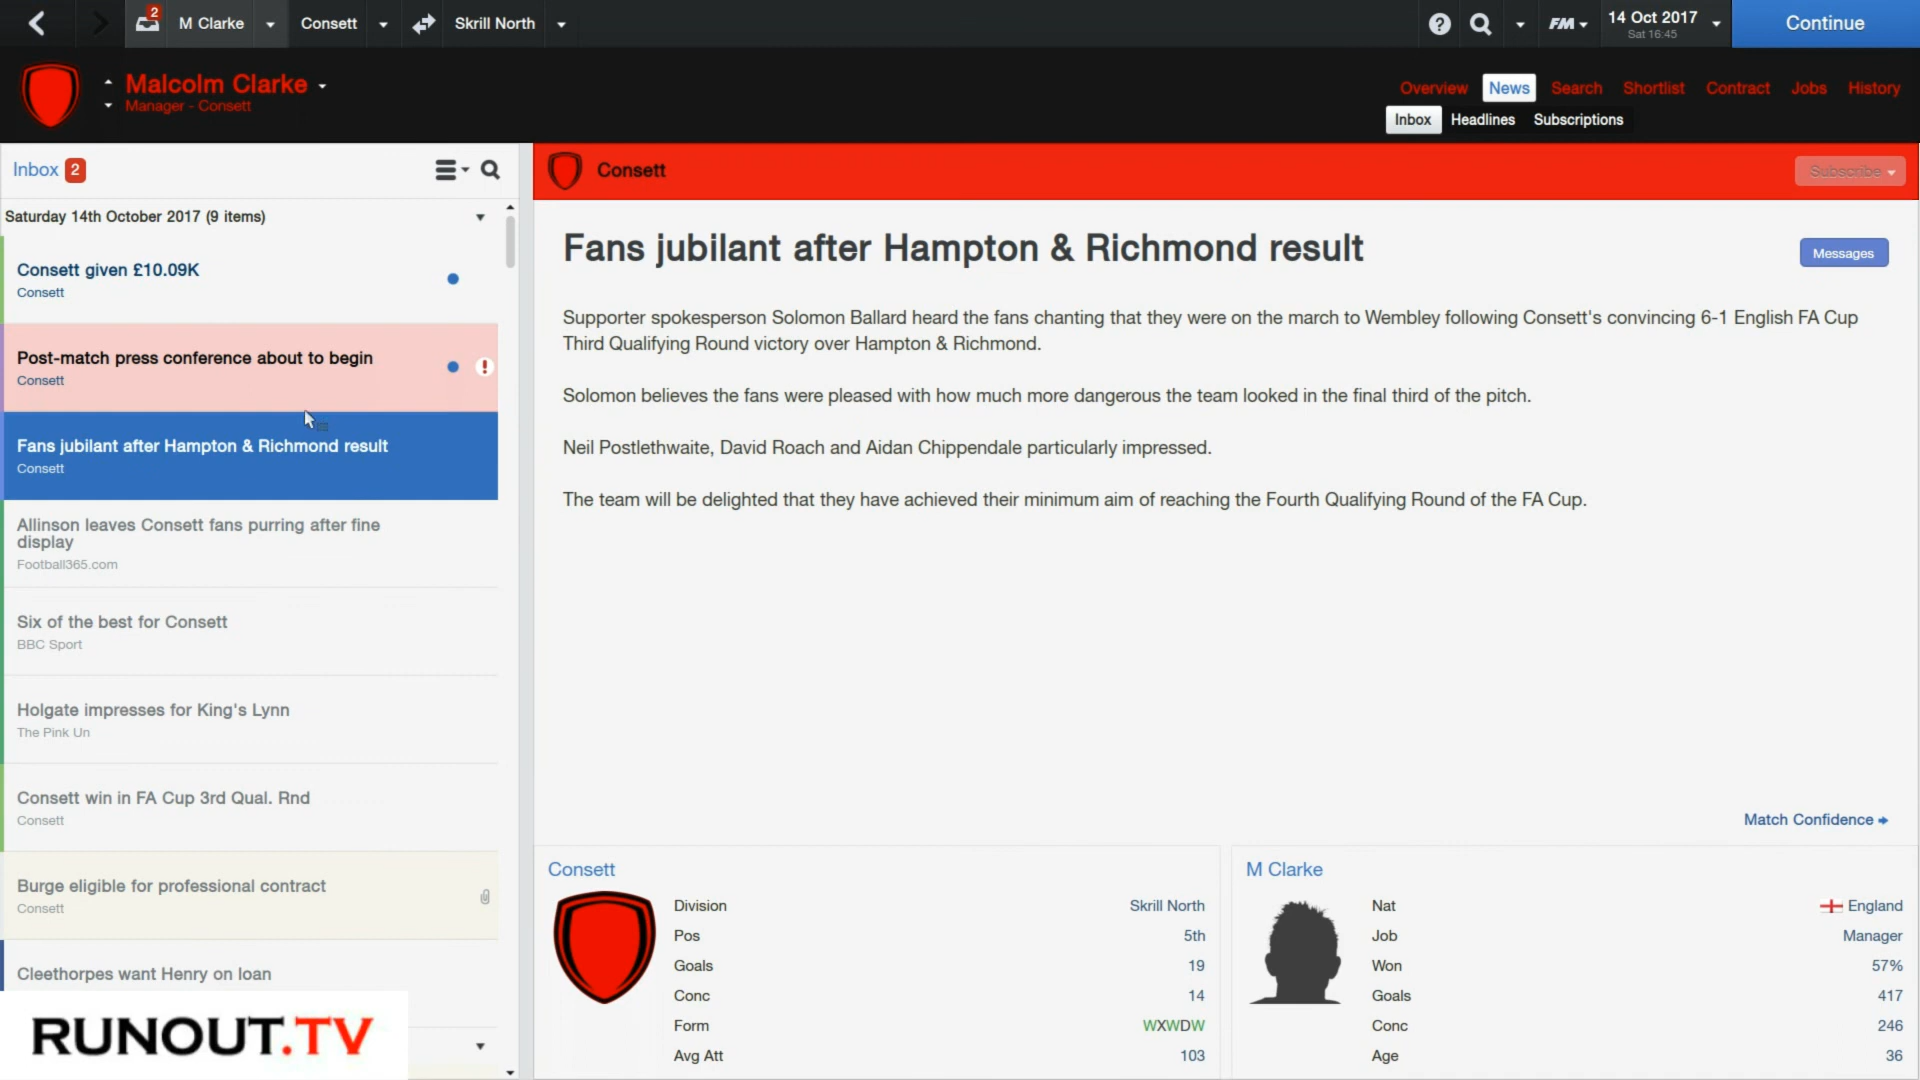 2
M Clarke
Consett
Skrill North
FM
14 Oct 2017
Sat 16:45
Continue
Malcolm Clarke
Manager - Consett
Overview News Search Shortlist Contract Jobs History
Inbox Headlines Subscriptions
Inbox 2
Saturday 14th October 2017 (9 items)
Consett given £10.09K
Consett
Post-match press conference about to begin
Consett
Fans jubilant after Hampton & Richmond result
Consett
Allinson leaves Consett fans purring after fine
display
Football365.com
Six of the best for Consett
BBC Sport
Holgate impresses for King's Lynn
The Pink Un
Consett win in FA Cup 3rd Qual. Rnd
Consett
Burge eligible for professional contract
Consett
Cleethorpes want Henry on loan
RUNOUT.TV
Consett
Subscribe
Fans jubilant after Hampton & Richmond result
Messages
Supporter spokesperson Solomon Ballard heard the fans chanting that they were on the march to Wembley following Consett's convincing 6-1 English FA Cup
Third Qualifying Round victory over Hampton & Richmond.
Solomon believes the fans were pleased with how much more dangerous the team looked in the final third of the pitch.
Neil Postlethwaite, David Roach and Aidan Chippendale particularly impressed.
The team will be delighted that they have achieved their minimum aim of reaching the Fourth Qualifying Round of the FA Cup.
Match Confidence
Consett
Division Skrill North
Pos 5th
Goals 19
Conc 14
Form WXWDW
Avg Att 103
M Clarke
Nat England
Job Manager
Won 57%
Goals 417
Conc 246
Age 36